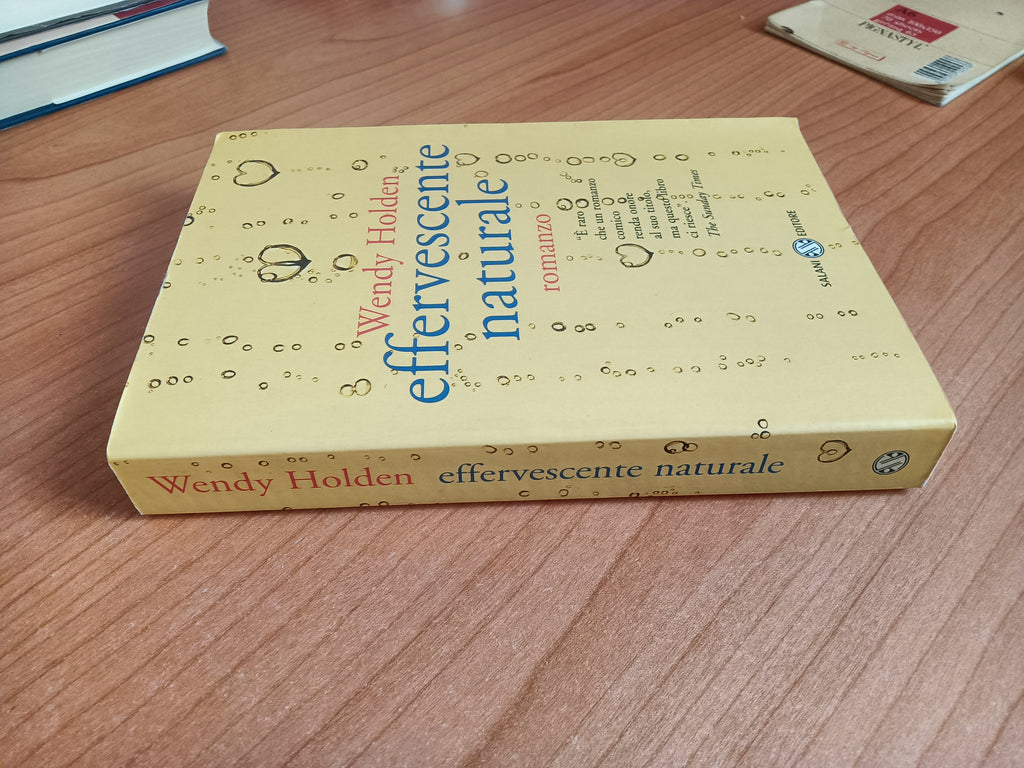 Wendy Holden
effervescente
naturale
romanzo
"È raro
che un romanzo
comico
renda onore
al suo titolo,
ma questo libro
ci riesce".
The Sunday Times
SALANI EDITORE
Wendy Holden effervescente naturale
PIGNASTYL